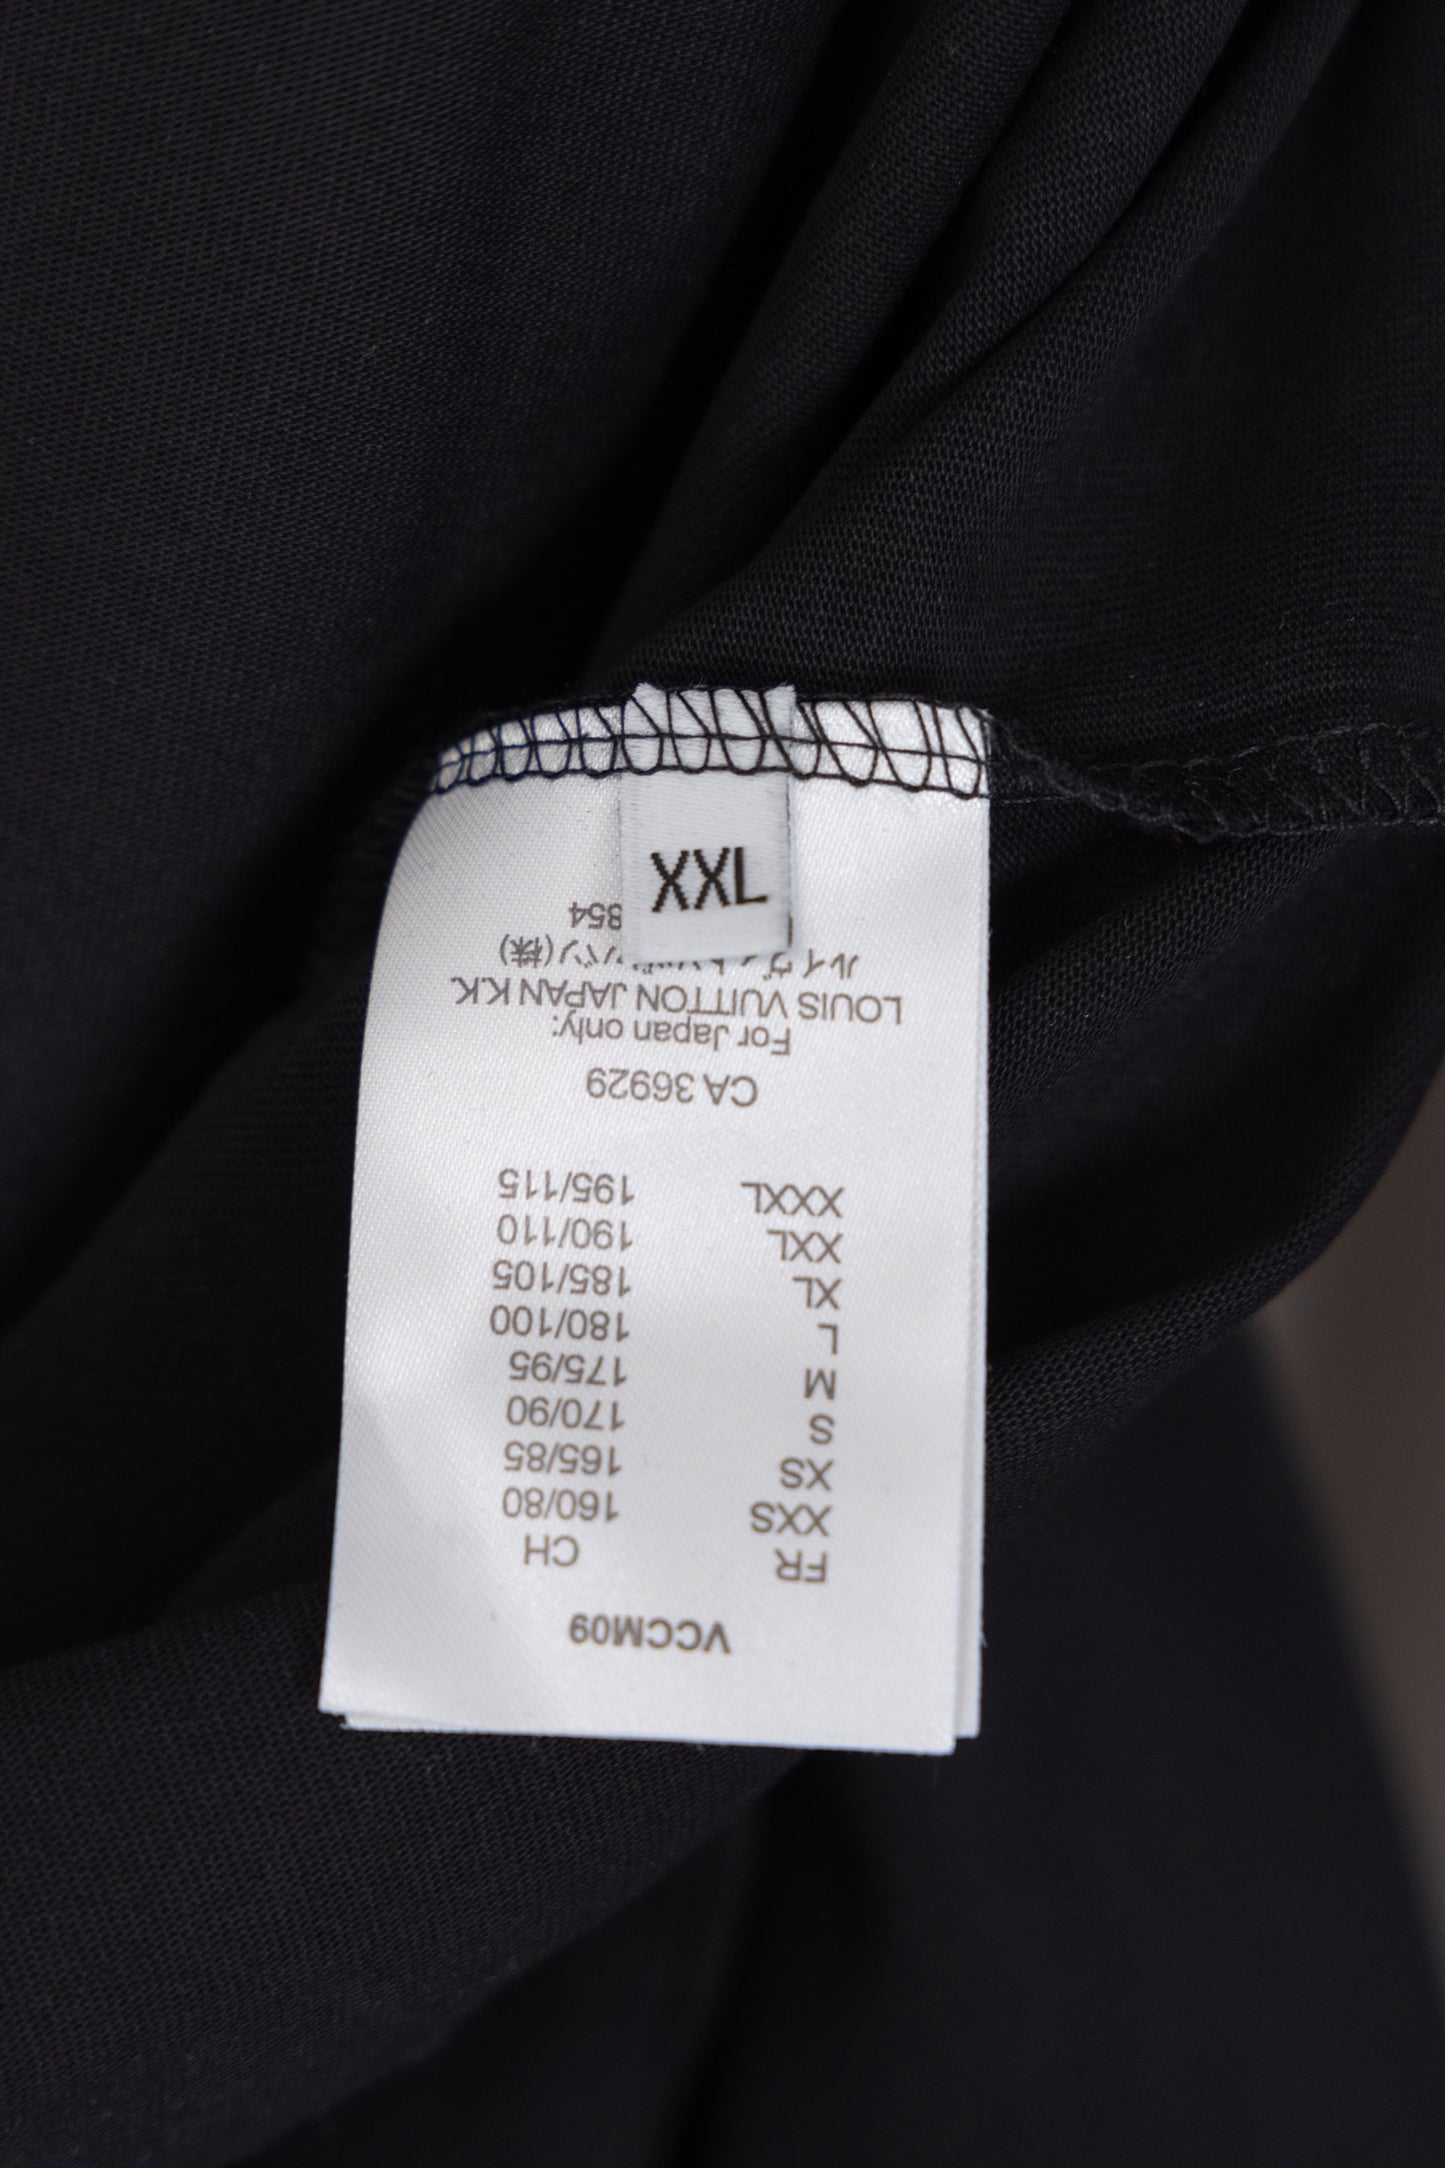 XXL
VCCM09
FR CH
XXS 160/80
XS 165/85
S 170/90
M 175/95
L 180/100
XL 185/105
XXL 190/110
XXXL 195/115
CA 36929
For Japan only:
LOUIS VUITTON JAPAN K.K.
(株)
854